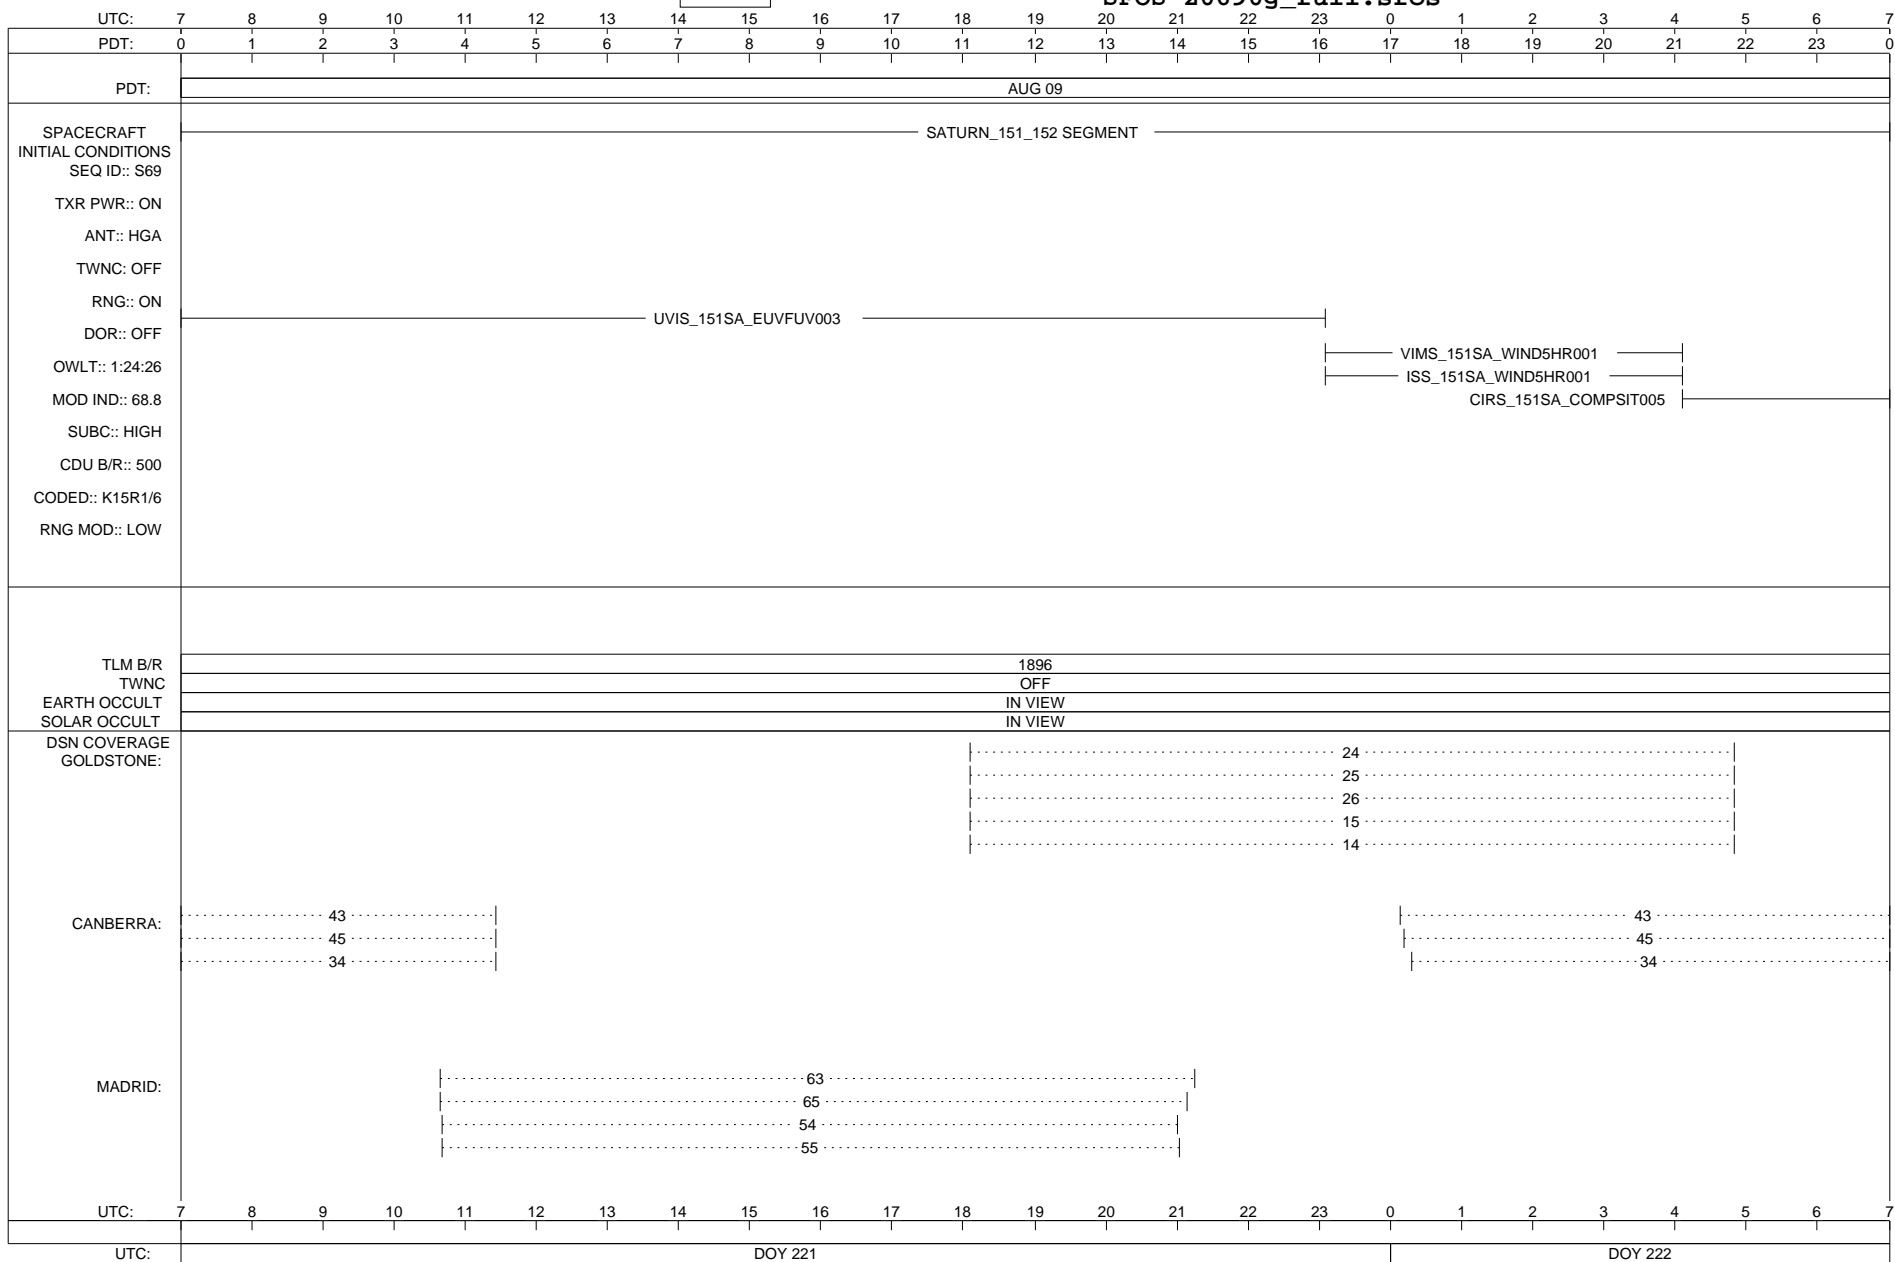 UTC: 7 8 9 10 11 12 13 14 15 16 17 18 19 20 21 22 23 0 1 2 3 4 5 6 7
PDT: 0 1 2 3 4 5 6 7 8 9 10 11 12 13 14 15 16 17 18 19 20 21 22 23 0
PDT: AUG 09
SPACECRAFT SATURN_151_152 SEGMENT
INITIAL CONDITIONS
SEQ ID:: S69
TXR PWR:: ON
ANT:: HGA
TWNC: OFF
RNG:: ON
UVIS_151SA_EUVFUV003
DOR:: OFF
VIMS_151SA_WIND5HR001
OWLT:: 1:24:26
ISS_151SA_WIND5HR001
MOD IND:: 68.8 CIRS_151SA_COMPSIT005
SUBC:: HIGH
CDU B/R:: 500
CODED:: K15R1/6
RNG MOD:: LOW
TLM B/R 1896
TWNC OFF
EARTH OCCULT IN VIEW
SOLAR OCCULT IN VIEW
DSN COVERAGE
24
GOLDSTONE:
25
26
15
14
43 43
CANBERRA:
45 45
34 34
63
MADRID:
65
54
55
UTC: 7 8 9 10 11 12 13 14 15 16 17 18 19 20 21 22 23 0 1 2 3 4 5 6 7
UTC: DOY 221 DOY 222